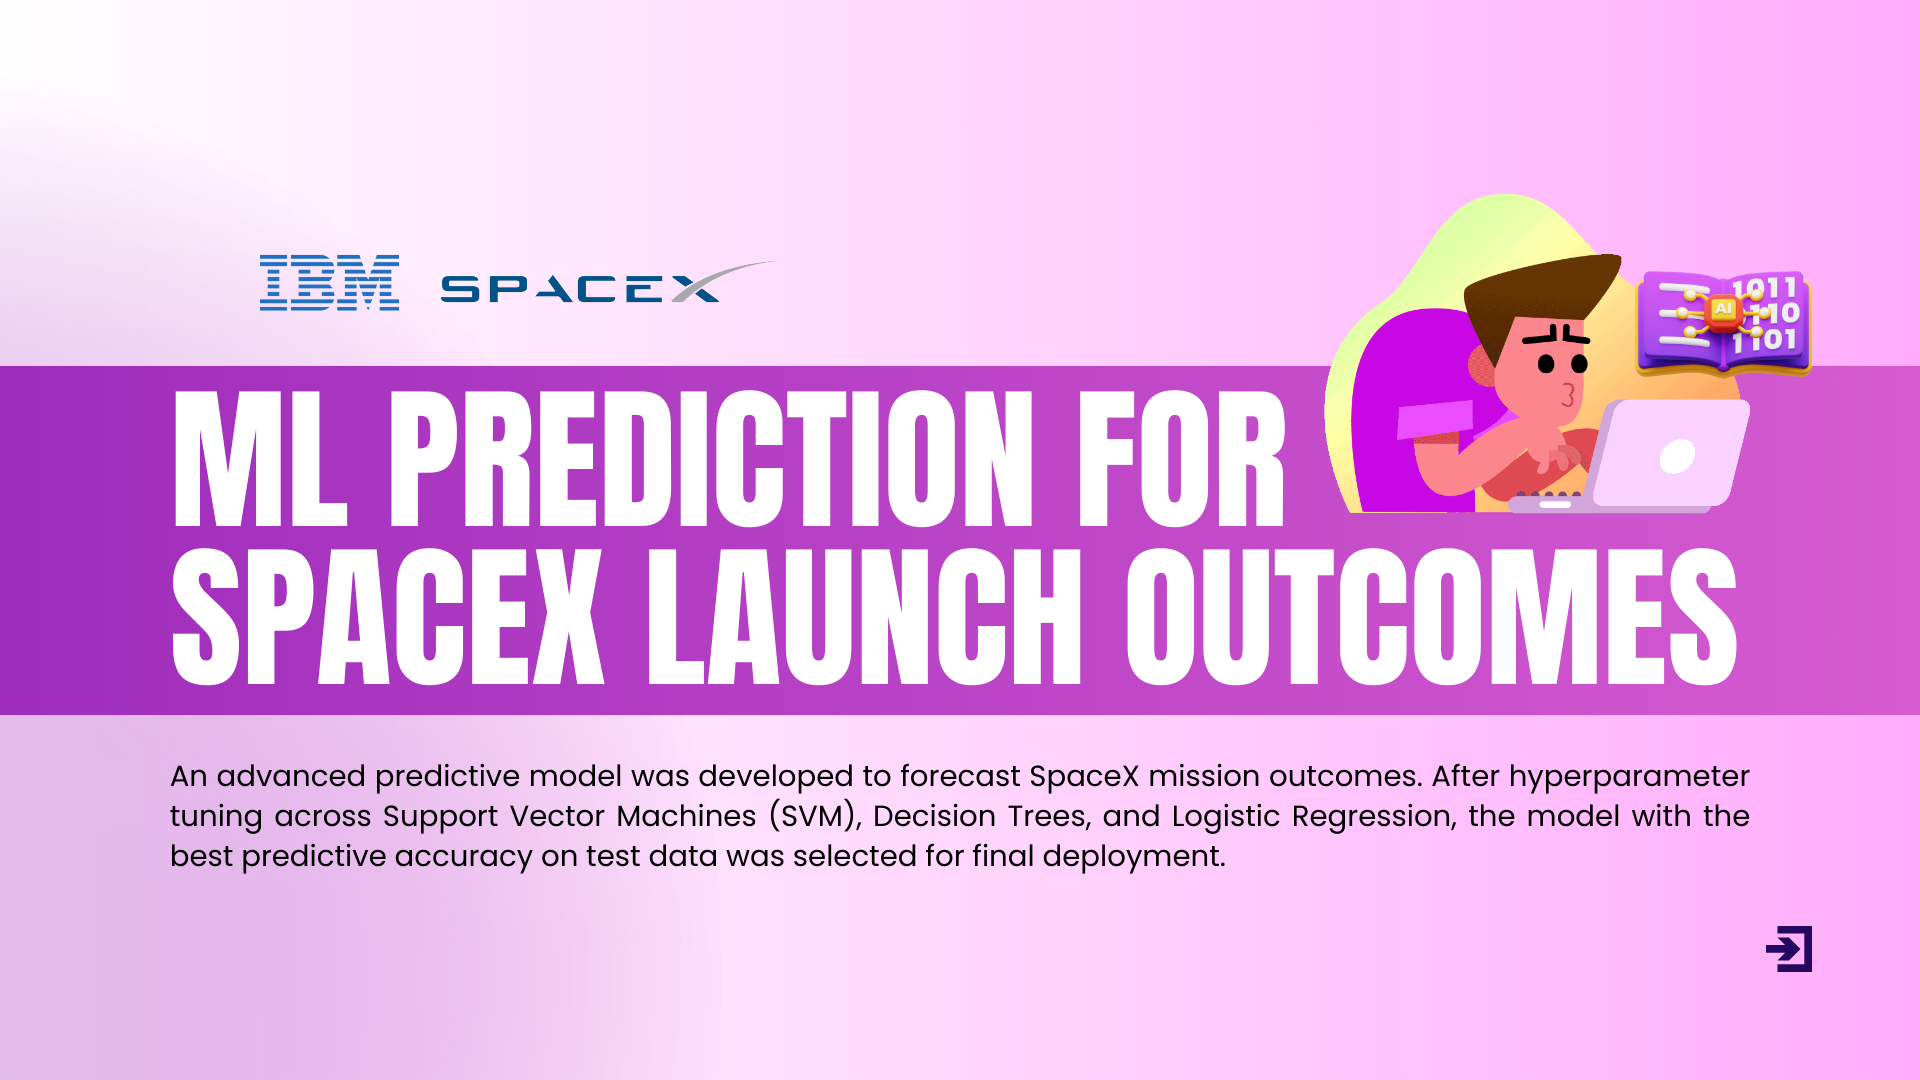 IBM SPACEX
1011
AI 110
1101
ML PREDICTION FOR
SPACEX LAUNCH OUTCOMES
An advanced predictive model was developed to forecast SpaceX mission outcomes. After hyperparameter
tuning across Support Vector Machines (SVM), Decision Trees, and Logistic Regression, the model with the
best predictive accuracy on test data was selected for final deployment.